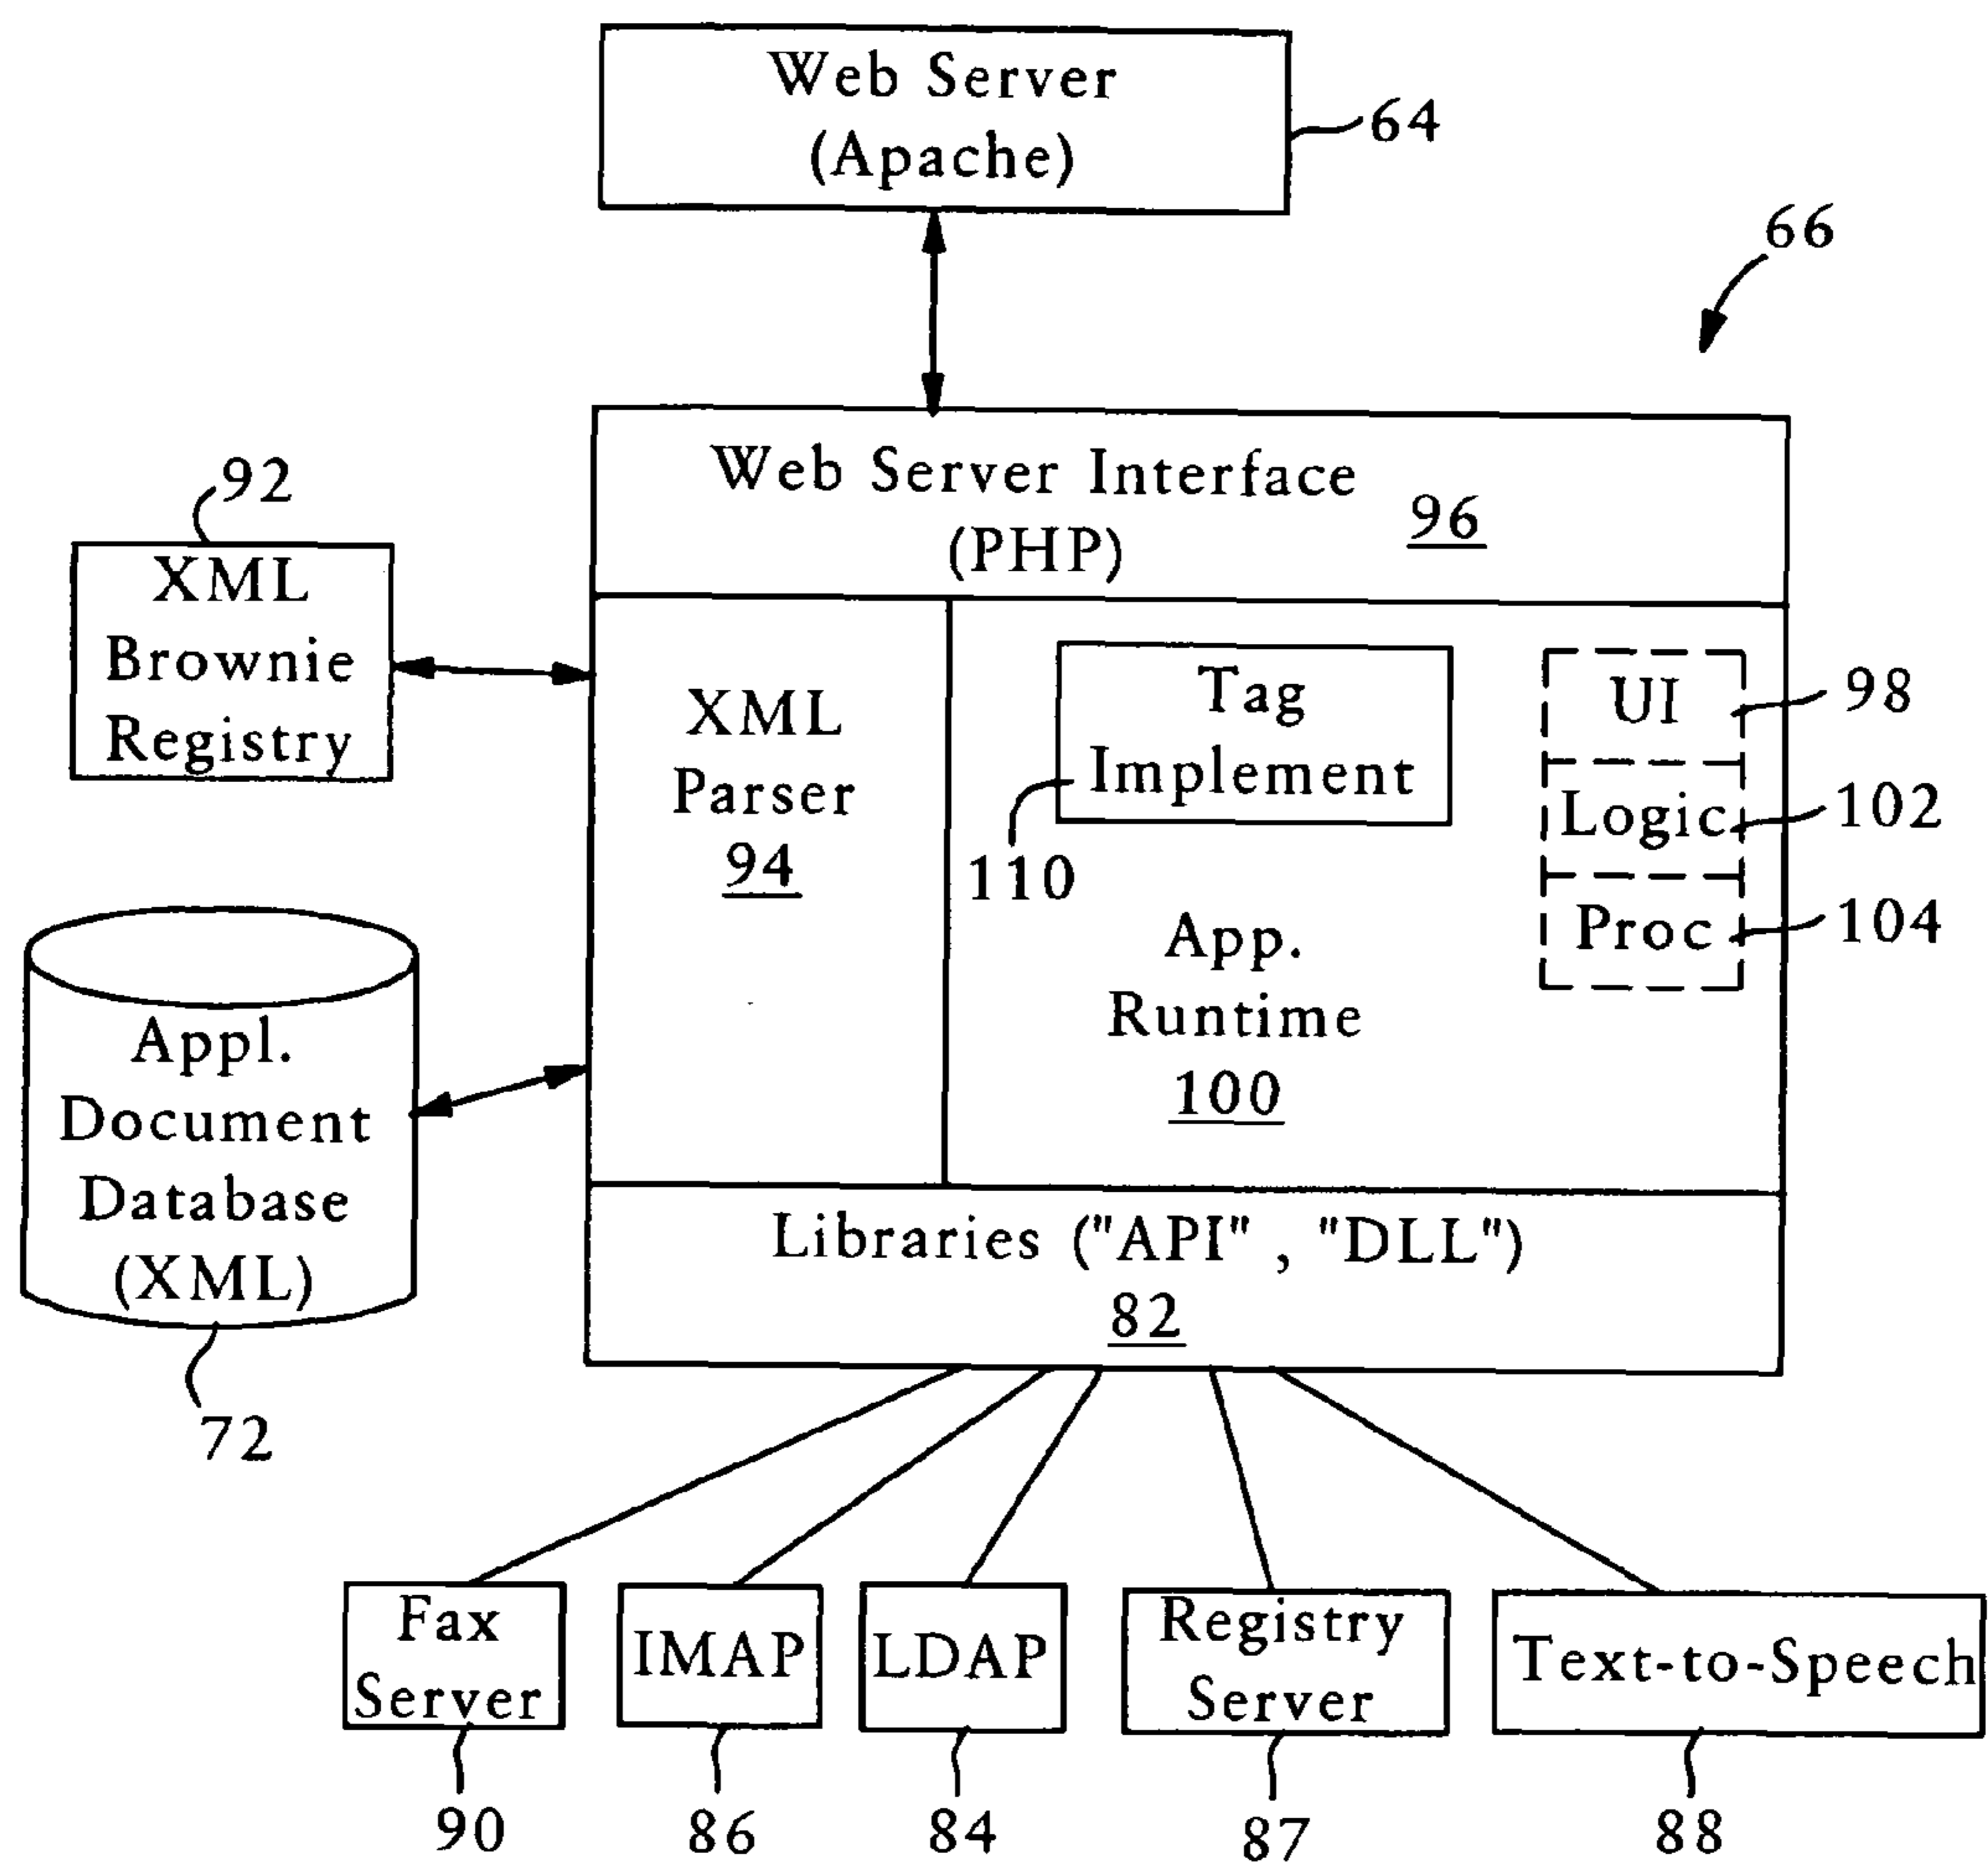 Web Server
(Apache)
64
66
Web Server Interface
(PHP)
96
92
XML
Brownie
Registry
XML
Parser
94
Tag
Implement
110
UI
98
Logic
102
Proc
104
App.
Runtime
100
Appl.
Document
Database
(XML)
72
Libraries ("API" , "DLL")
82
Fax
Server
90
IMAP
86
LDAP
84
Registry
Server
87
Text-to-Speech
88